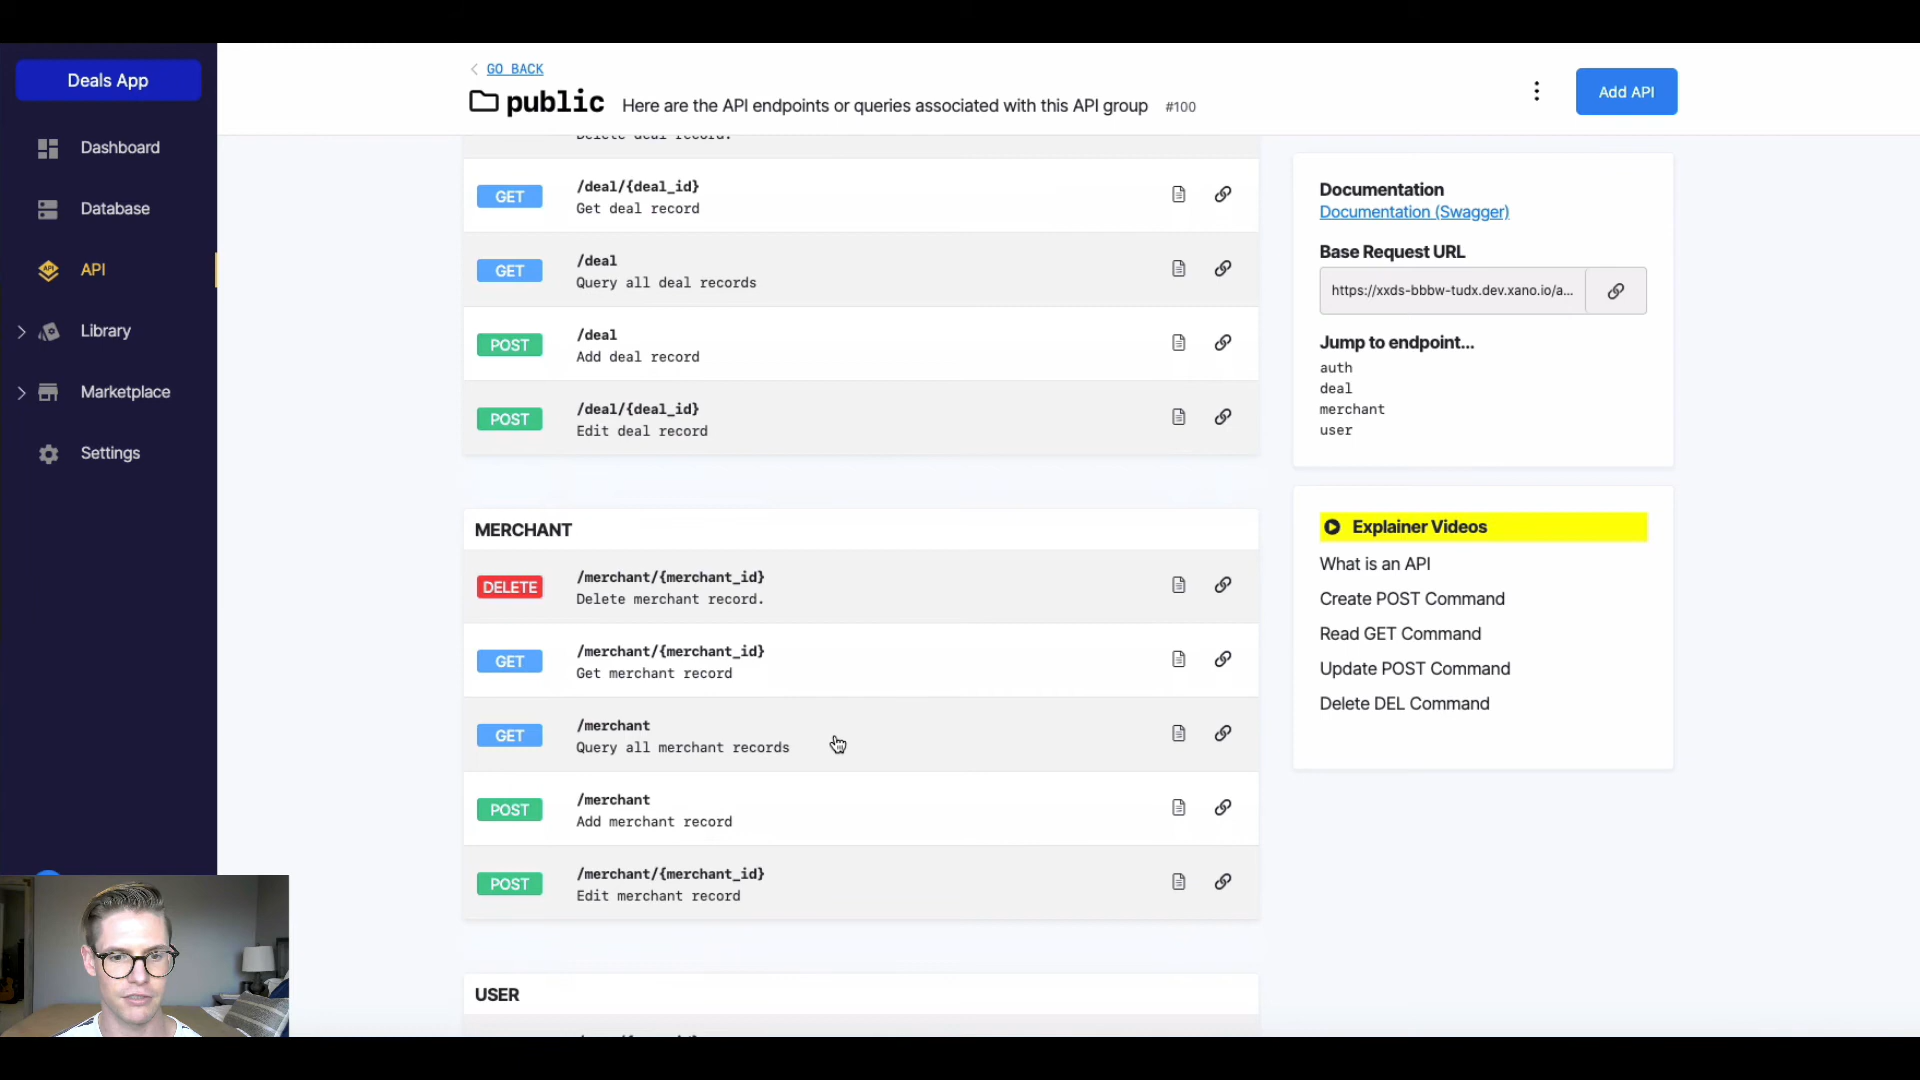 Deals App
Dashboard
Database
API
Library
Marketplace
Settings
GO BACK
public Here are the API endpoints or queries associated with this API group #100
Add API
Delete deal record.
GET /deal/{deal_id}
Get deal record
GET /deal
Query all deal records
POST /deal
Add deal record
POST /deal/{deal_id}
Edit deal record
MERCHANT
DELETE /merchant/{merchant_id}
Delete merchant record.
GET /merchant/{merchant_id}
Get merchant record
GET /merchant
Query all merchant records
POST /merchant
Add merchant record
POST /merchant/{merchant_id}
Edit merchant record
USER
Documentation
Documentation (Swagger)
Base Request URL
https://xxds-bbbw-tudx.dev.xano.io/a...
Jump to endpoint...
auth
deal
merchant
user
Explainer Videos
What is an API
Create POST Command
Read GET Command
Update POST Command
Delete DEL Command